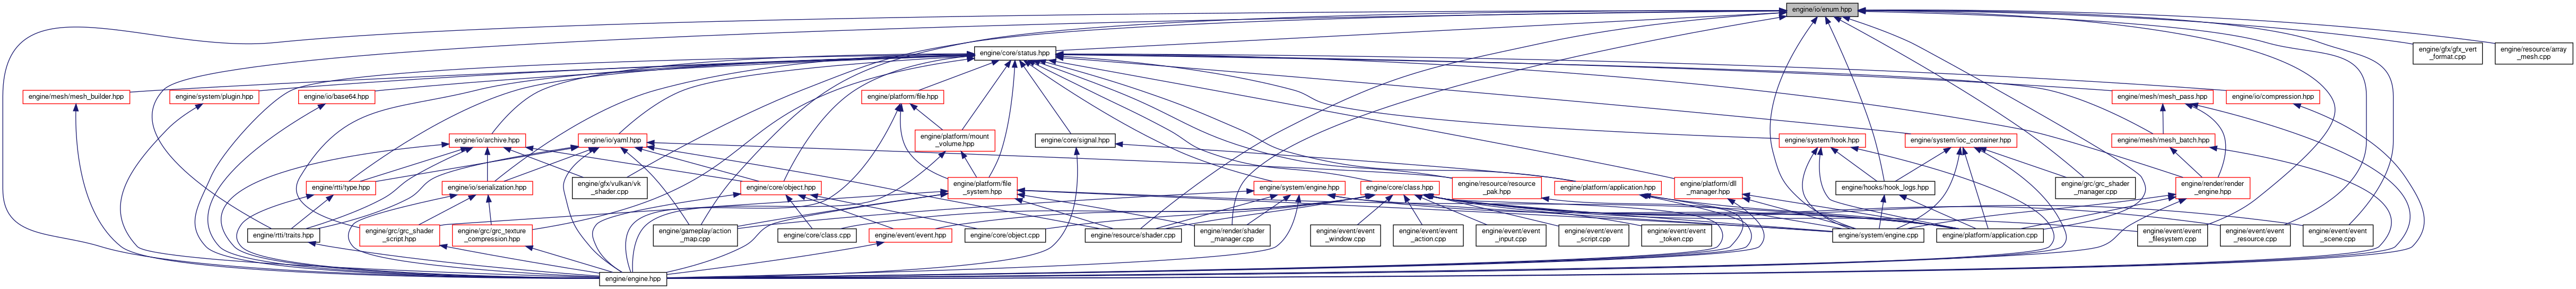 engine/io/enum.hpp
engine/core/status.hpp
engine/gfx/gfx_vert
_format.cpp
engine/resource/array
_mesh.cpp
engine/mesh/mesh_builder.hpp
engine/system/plugin.hpp
engine/io/base64.hpp
engine/platform/file.hpp
engine/mesh/mesh_pass.hpp
engine/io/compression.hpp
engine/io/archive.hpp
engine/io/yaml.hpp
engine/platform/mount
_volume.hpp
engine/core/signal.hpp
engine/system/hook.hpp
engine/system/ioc_container.hpp
engine/mesh/mesh_batch.hpp
engine/rtti/type.hpp
engine/io/serialization.hpp
engine/gfx/vulkan/vk
_shader.cpp
engine/core/object.hpp
engine/platform/file
_system.hpp
engine/system/engine.hpp
engine/core/class.hpp
engine/resource/resource
_pak.hpp
engine/platform/application.hpp
engine/platform/dll
_manager.hpp
engine/hooks/hook_logs.hpp
engine/grc/grc_shader
_manager.cpp
engine/render/render
_engine.hpp
engine/rtti/traits.hpp
engine/grc/grc_shader
_script.hpp
engine/grc/grc_texture
_compression.hpp
engine/gameplay/action
_map.cpp
engine/core/class.cpp
engine/event/event.hpp
engine/core/object.cpp
engine/resource/shader.cpp
engine/render/shader
_manager.cpp
engine/event/event
_window.cpp
engine/event/event
_action.cpp
engine/event/event
_input.cpp
engine/event/event
_script.cpp
engine/event/event
_token.cpp
engine/system/engine.cpp
engine/platform/application.cpp
engine/event/event
_filesystem.cpp
engine/event/event
_resource.cpp
engine/event/event
_scene.cpp
engine/engine.hpp